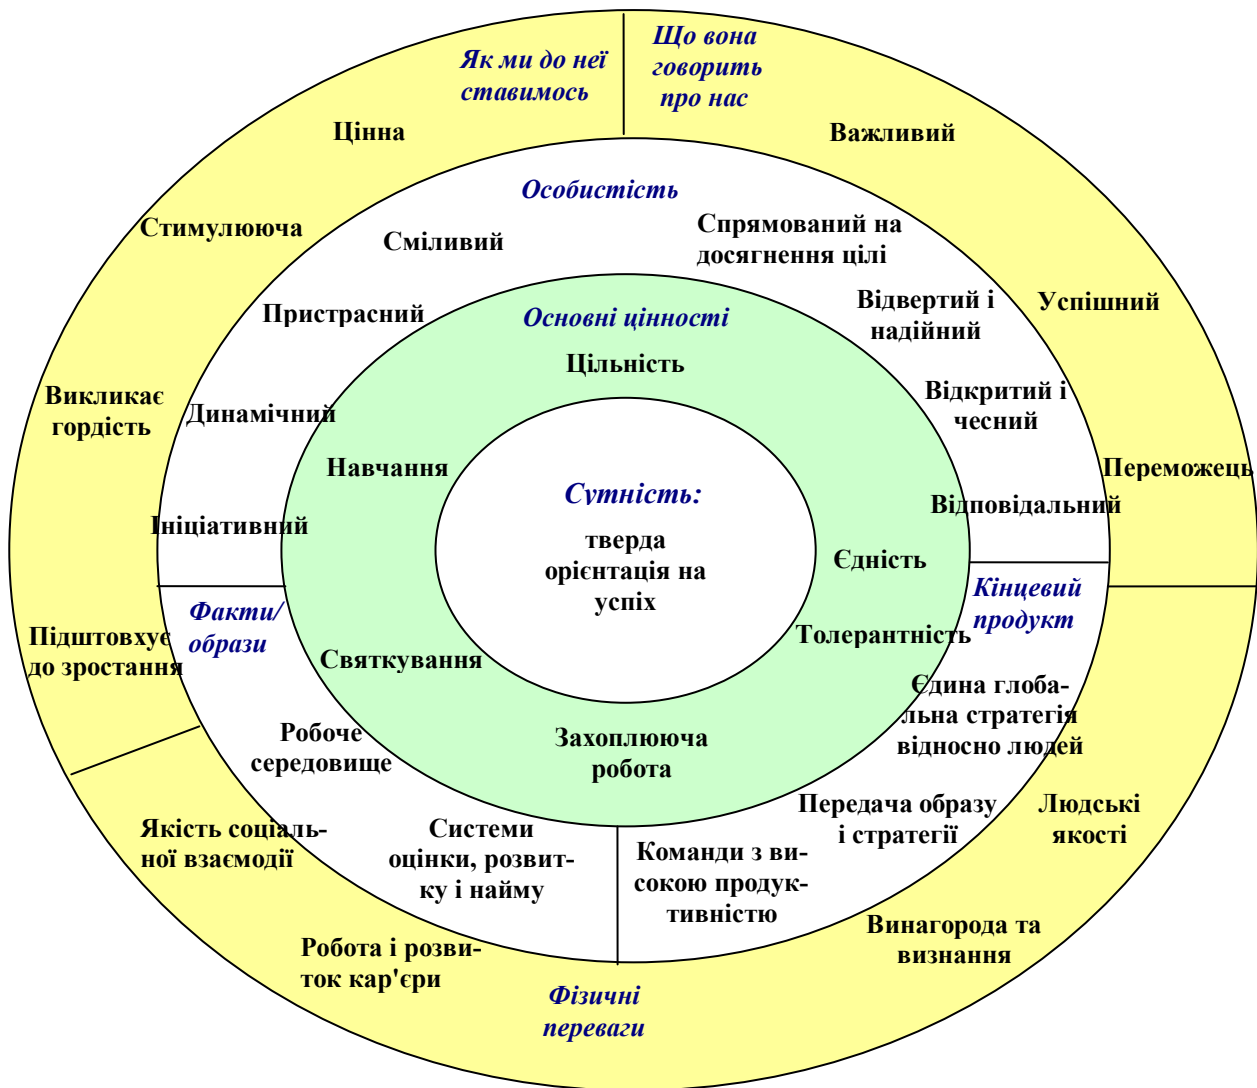 Як ми до неї
ставимось
Що вона
говорить
про нас
Цінна
Важливий
Стимулююча
Успішний
Викликає
гордість
Переможець
Підштовхує
до зростання
Особистість
Сміливий
Спрямований на
досягнення цілі
Пристрасний
Відвертий і
надійний
Динамічний
Відкритий і
чесний
Ініціативний
Відповідальний
Основні цінності
Цільність
Навчання
Єдність
Толерантність
Святкування
Захоплююча
робота
Сутність:
тверда
орієнтація на
успіх
Факти/
образи
Робоче
середовище
Системи
оцінки, розвит-
ку і найму
Кінцевий
продукт
Єдина глоба-
льна стратегія
відносно людей
Передача образу
і стратегії
Команди з ви-
сокою продук-
тивністю
Якість соціаль-
ної взаємодії
Робота і розви-
ток кар'єри
Фізичні
переваги
Винагорода та
визнання
Людські
якості